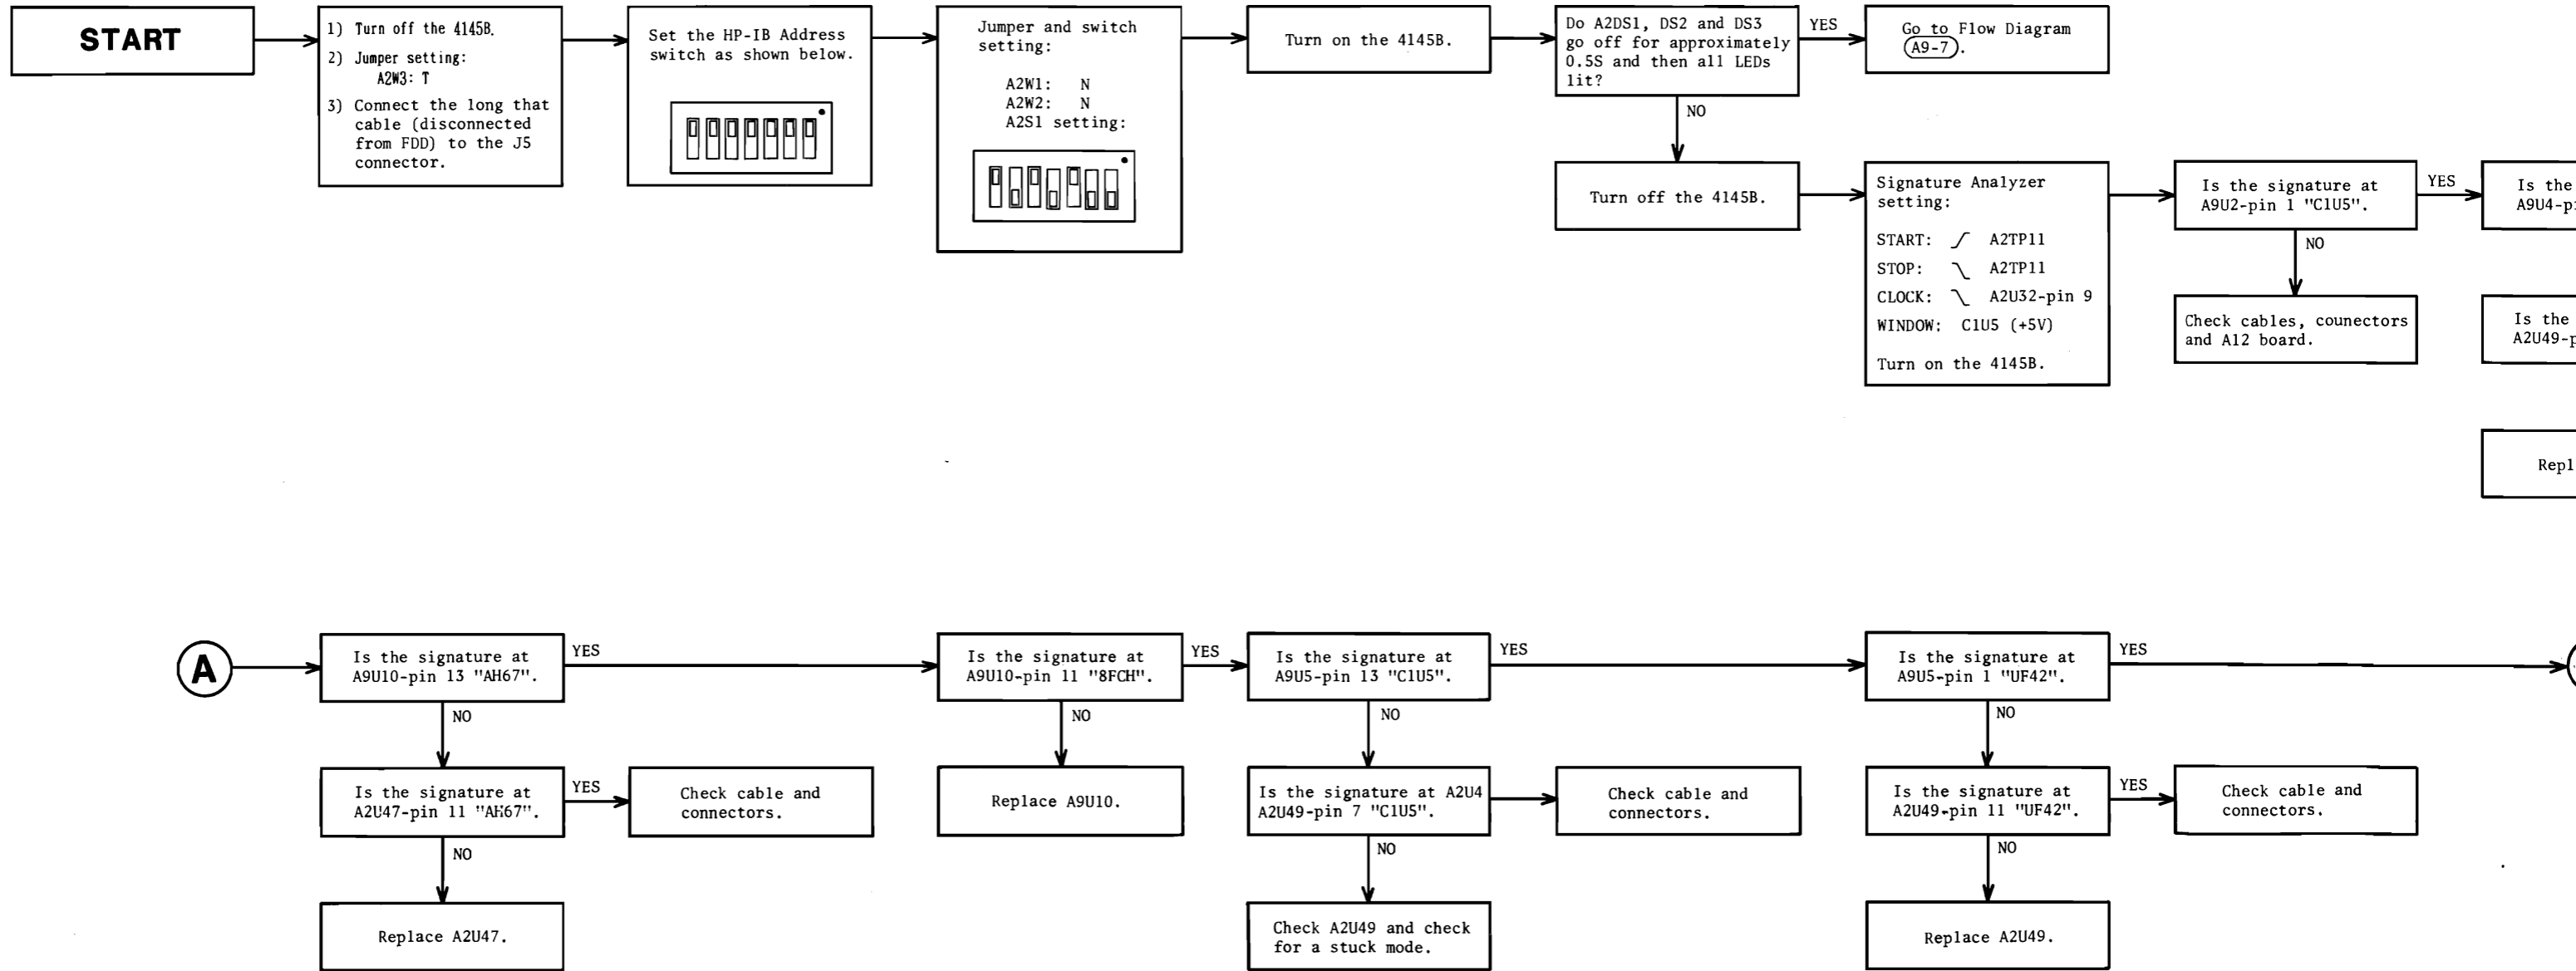 START
1) Turn off the 4145B.
2) Jumper setting:
A2W3: T
3) Connect the long that
cable (disconnected
from FDD) to the J5
connector.
Set the HP-IB Address
switch as shown below.
Jumper and switch
setting:
A2W1: N
A2W2: N
A2S1 setting:
Turn on the 4145B.
Do A2DS1, DS2 and DS3
go off for approximately
0.5S and then all LEDs
lit?
YES
Go to Flow Diagram
A9-7.
NO
Turn off the 4145B.
Signature Analyzer
setting:
START: A2TP11
STOP: A2TP11
CLOCK: A2U32-pin 9
WINDOW: C1U5 (+5V)
Turn on the 4145B.
Is the signature at
A9U2-pin 1 "C1U5".
YES
Is the
A9U4-pi
NO
Check cables, counectors
and A12 board.
Is the
A2U49-p
Repl
A
Is the signature at
A9U10-pin 13 "AH67".
YES
Is the signature at
A9U10-pin 11 "8FCH".
YES
Is the signature at
A9U5-pin 13 "C1U5".
YES
Is the signature at
A9U5-pin 1 "UF42".
YES
NO
NO
NO
NO
Is the signature at
A2U47-pin 11 "AH67".
YES
Check cable and
connectors.
Replace A9U10.
Is the signature at A2U4
A2U49-pin 7 "C1U5".
Check cable and
connectors.
Is the signature at
A2U49-pin 11 "UF42".
YES
Check cable and
connectors.
NO
NO
NO
Replace A2U47.
Check A2U49 and check
for a stuck mode.
Replace A2U49.